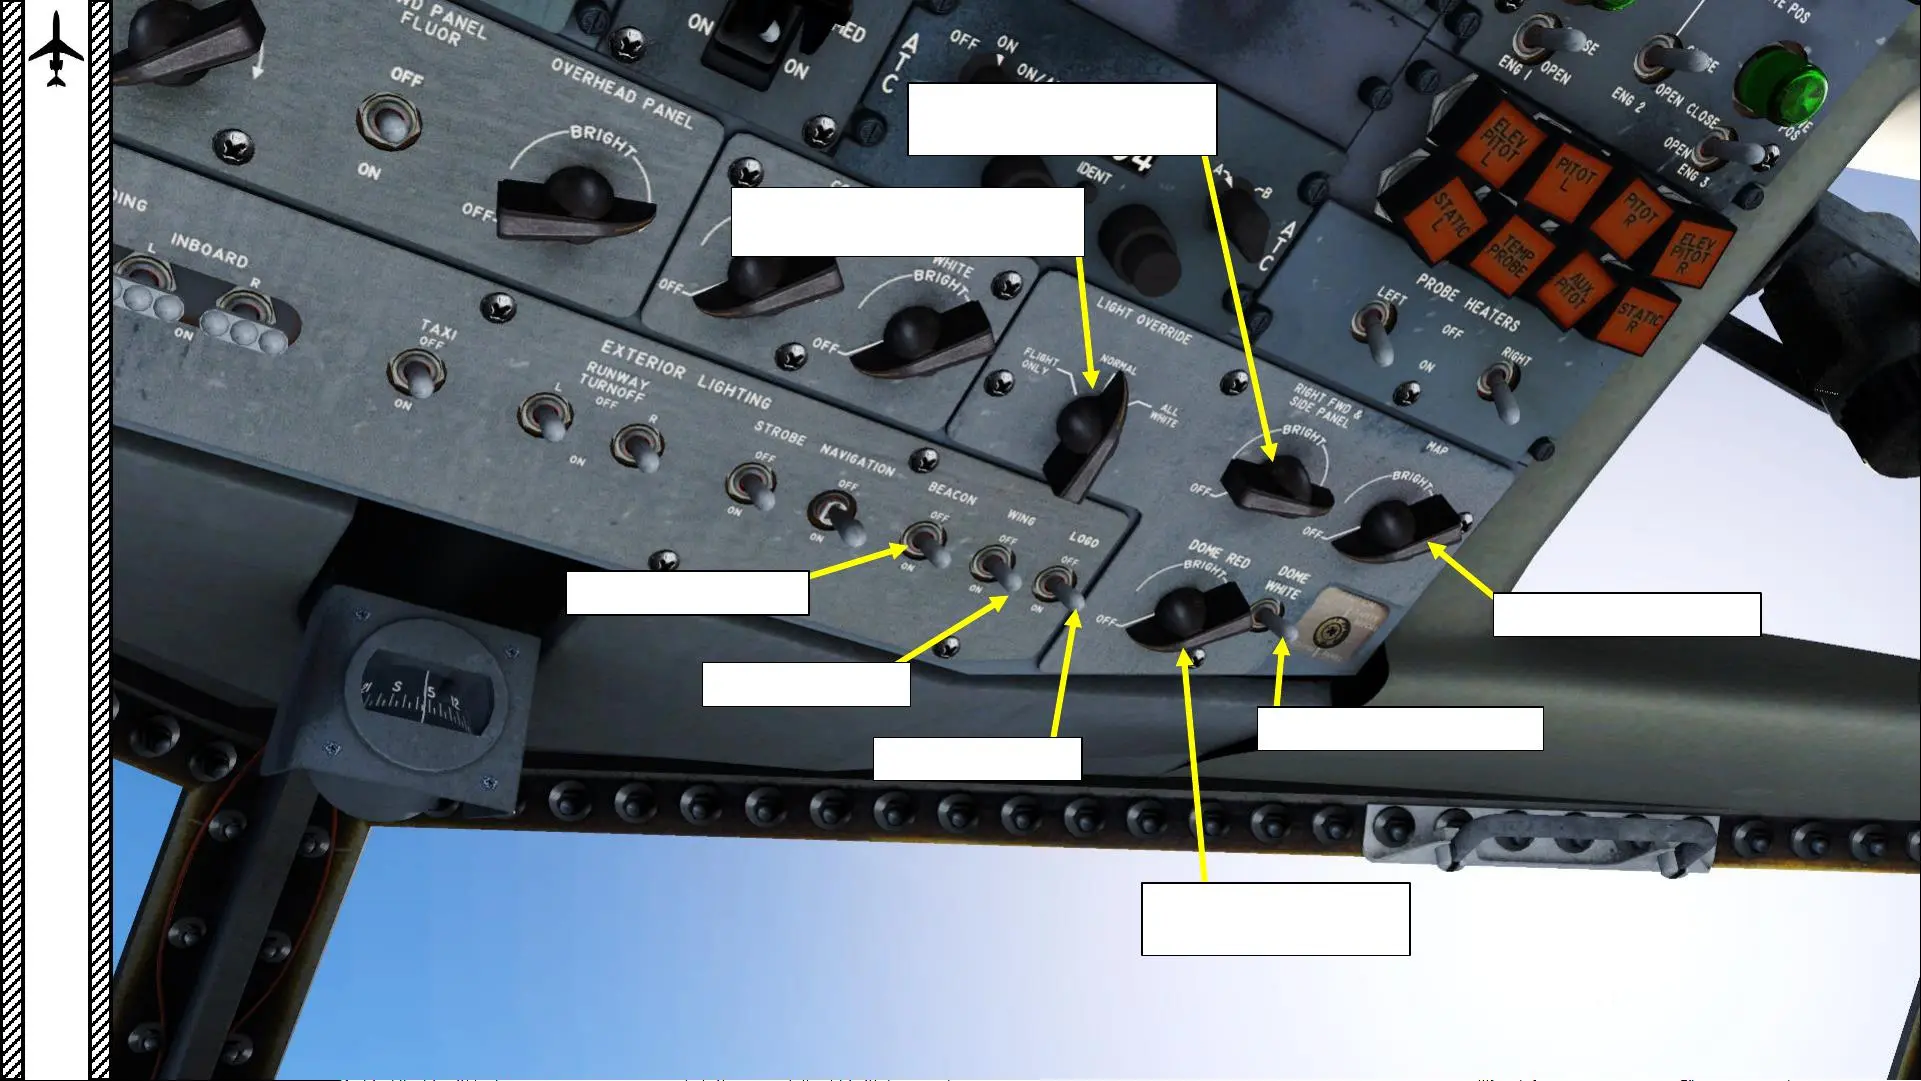 PANEL
FLUOR
OFF
ON
OVERHEAD PANEL
BRIGHT
OFF
ON
ON
OFF
ON
ATC
IDENT
B
ATC
ENG 1
OPEN
ENG 2
OPEN CLOSE
OPEN
ENG 3
POS
POS
ELEV
PITOT
L
PITOT
L
PITOT
R
ELEV
PITOT
R
STATIC
L
TEMP
PROBE
AUX
PITOT
STATIC
R
PROBE HEATERS
LEFT
OFF
ON
RIGHT
INBOARD
L
R
ON
TAXI
OFF
ON
EXTERIOR LIGHTING
RUNWAY
TURNOFF
L
OFF
R
ON
STROBE
OFF
ON
NAVIGATION
OFF
ON
BEACON
OFF
ON
WING
OFF
ON
LOGO
OFF
ON
OFF
WHITE
BRIGHT
OFF
LIGHT OVERRIDE
FLIGHT
ONLY
NORMAL
ALL
WHITE
RIGHT FWD &
SIDE PANEL
BRIGHT
OFF
MAP
BRIGHT
OFF
DOME RED
BRIGHT
OFF
DOME
WHITE
S
5
12